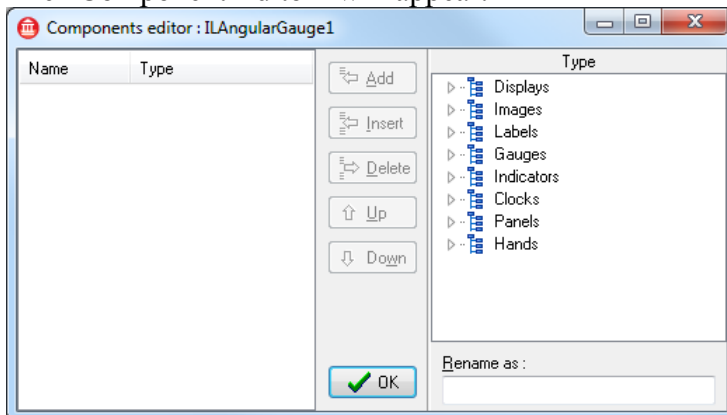 Components editor : ILAngularGauge1
Name Type
Type
Add
Insert
Delete
Up
Down
OK
Displays
Images
Labels
Gauges
Indicators
Clocks
Panels
Hands
Rename as :